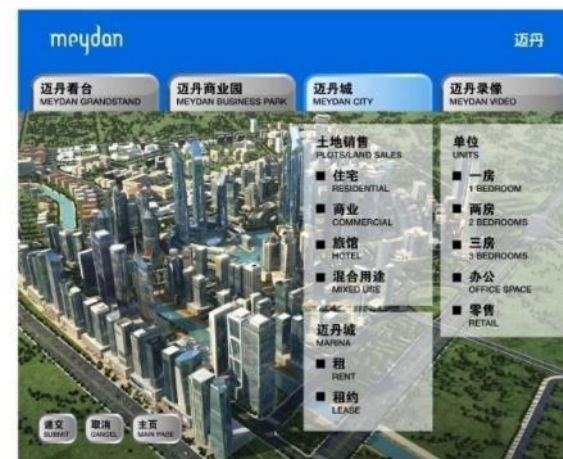 meydan
迈丹
迈丹看台
MEYDAN GRANDSTAND
迈丹商业园
MEYDAN BUSINESS PARK
迈丹城
MEYDAN CITY
迈丹录像
MEYDAN VIDEO
土地销售
PLOTS/LAND SALES
■ 住宅
RESIDENTIAL
■ 商业
COMMERCIAL
■ 旅馆
HOTEL
■ 混合用途
MIXED USE
迈丹城
MARINA
■ 租
RENT
■ 租约
LEASE
单位
UNITS
■ 一房
1 BEDROOM
■ 两房
2 BEDROOMS
■ 三房
3 BEDROOMS
■ 办公
OFFICE SPACE
■ 零售
RETAIL
递交
SUBMIT
取消
CANCEL
主页
MAIN PAGE